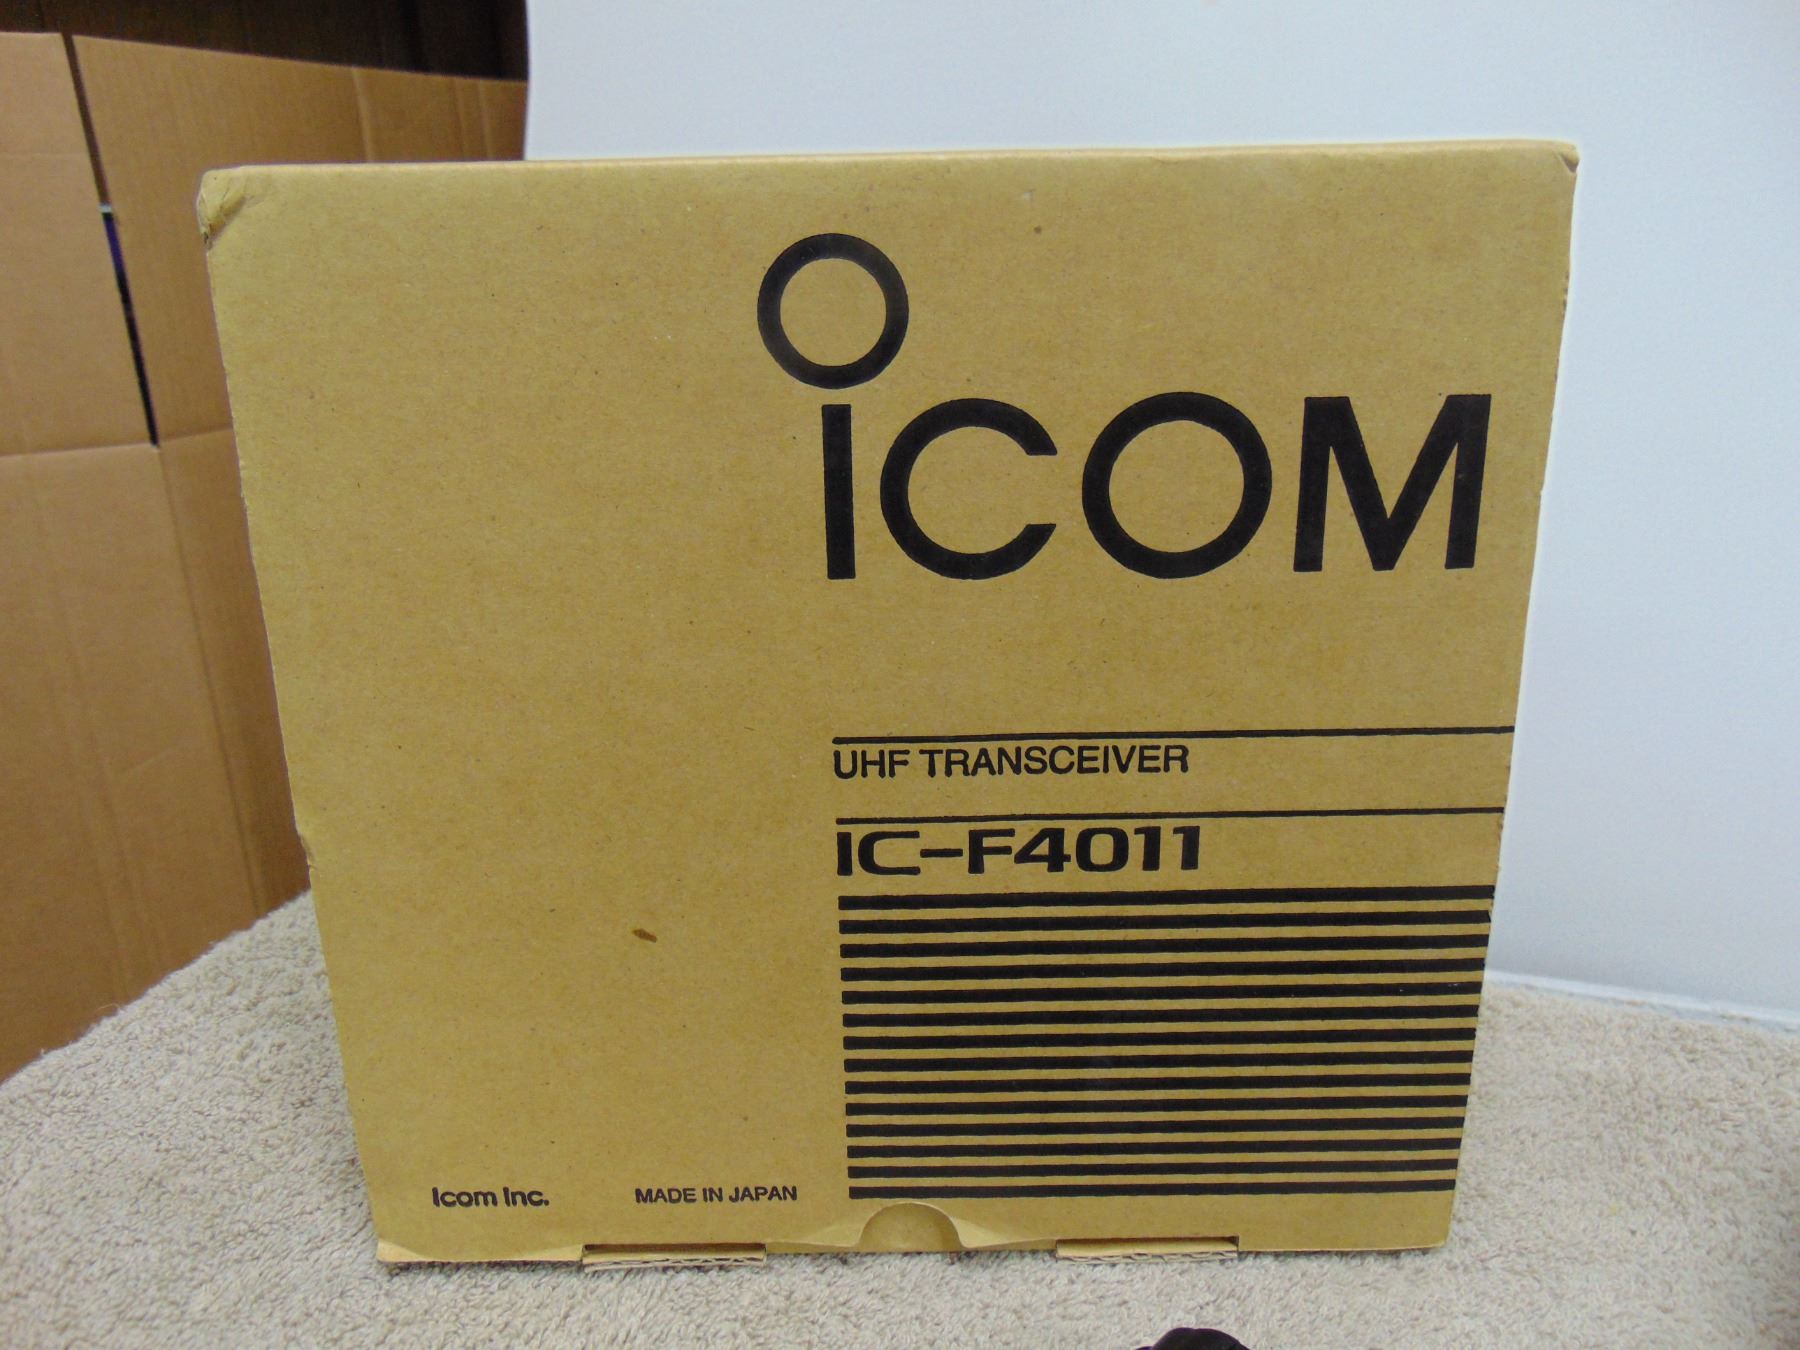 ICOM
UHF TRANSCEIVER
IC-F4011
Icom Inc.
MADE IN JAPAN